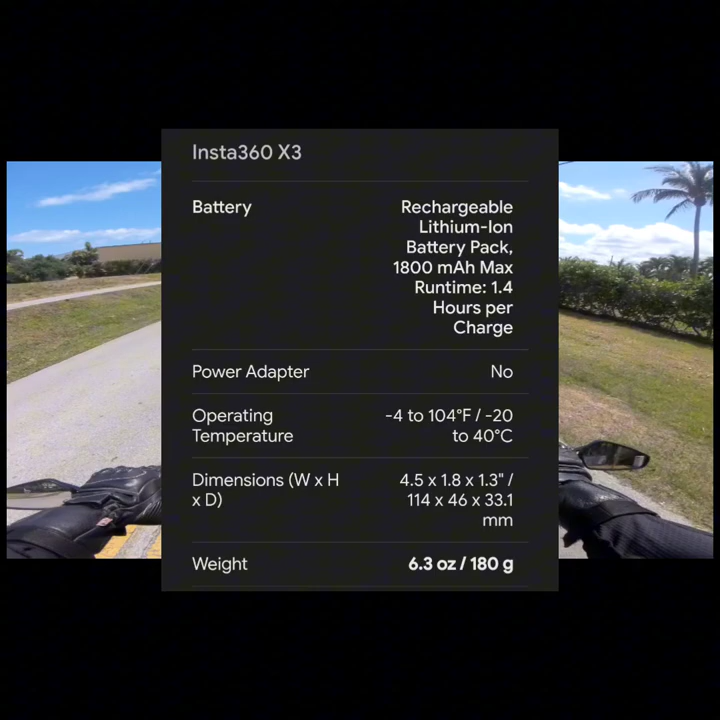 Insta360 X3
Battery
Rechargeable
Lithium-Ion
Battery Pack,
1800 mAh Max
Runtime: 1.4
Hours per
Charge
Power Adapter
No
Operating
Temperature
-4 to 104°F / -20
to 40°C
Dimensions (W x H
x D)
4.5 x 1.8 x 1.3" /
114 x 46 x 33.1
mm
Weight
6.3 oz / 180 g